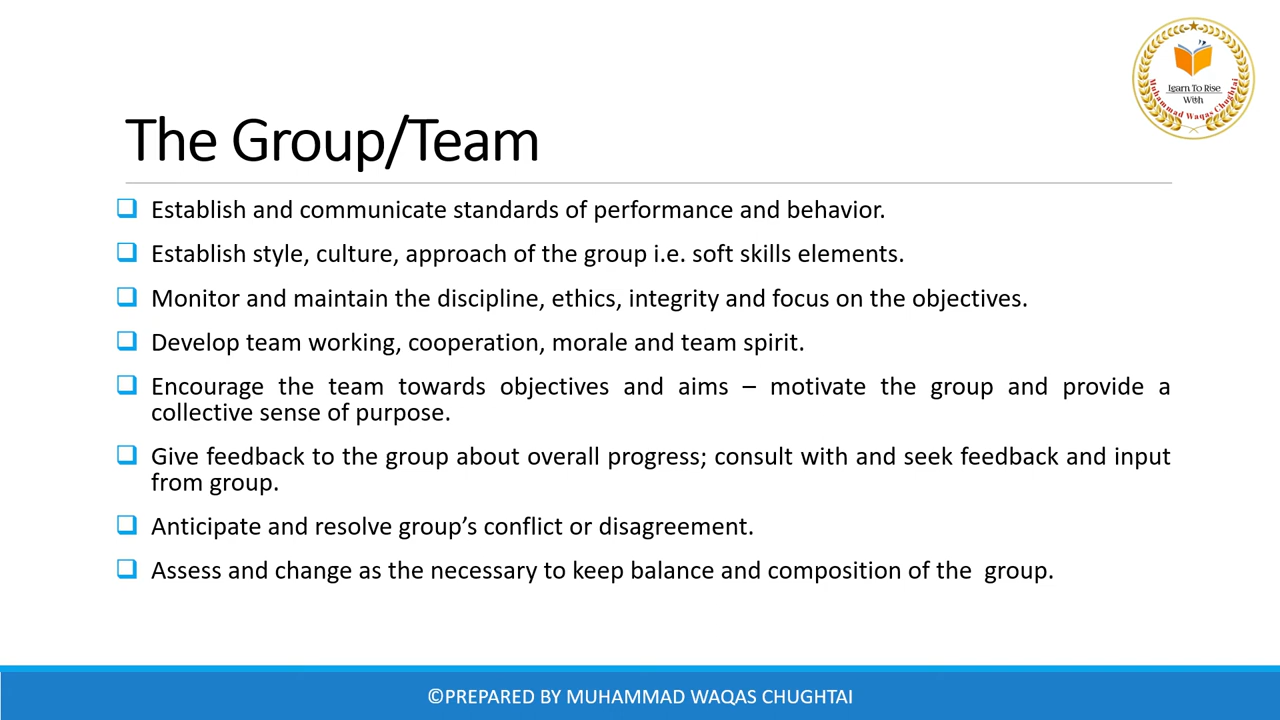 Learn To Rise
With
Muhammad Waqas Chughtai
The Group/Team
❑ Establish and communicate standards of performance and behavior.
❑ Establish style, culture, approach of the group i.e. soft skills elements.
❑ Monitor and maintain the discipline, ethics, integrity and focus on the objectives.
❑ Develop team working, cooperation, morale and team spirit.
❑ Encourage the team towards objectives and aims – motivate the group and provide a
collective sense of purpose.
❑ Give feedback to the group about overall progress; consult with and seek feedback and input
from group.
❑ Anticipate and resolve group’s conflict or disagreement.
❑ Assess and change as the necessary to keep balance and composition of the  group.
©PREPARED BY MUHAMMAD WAQAS CHUGHTAI